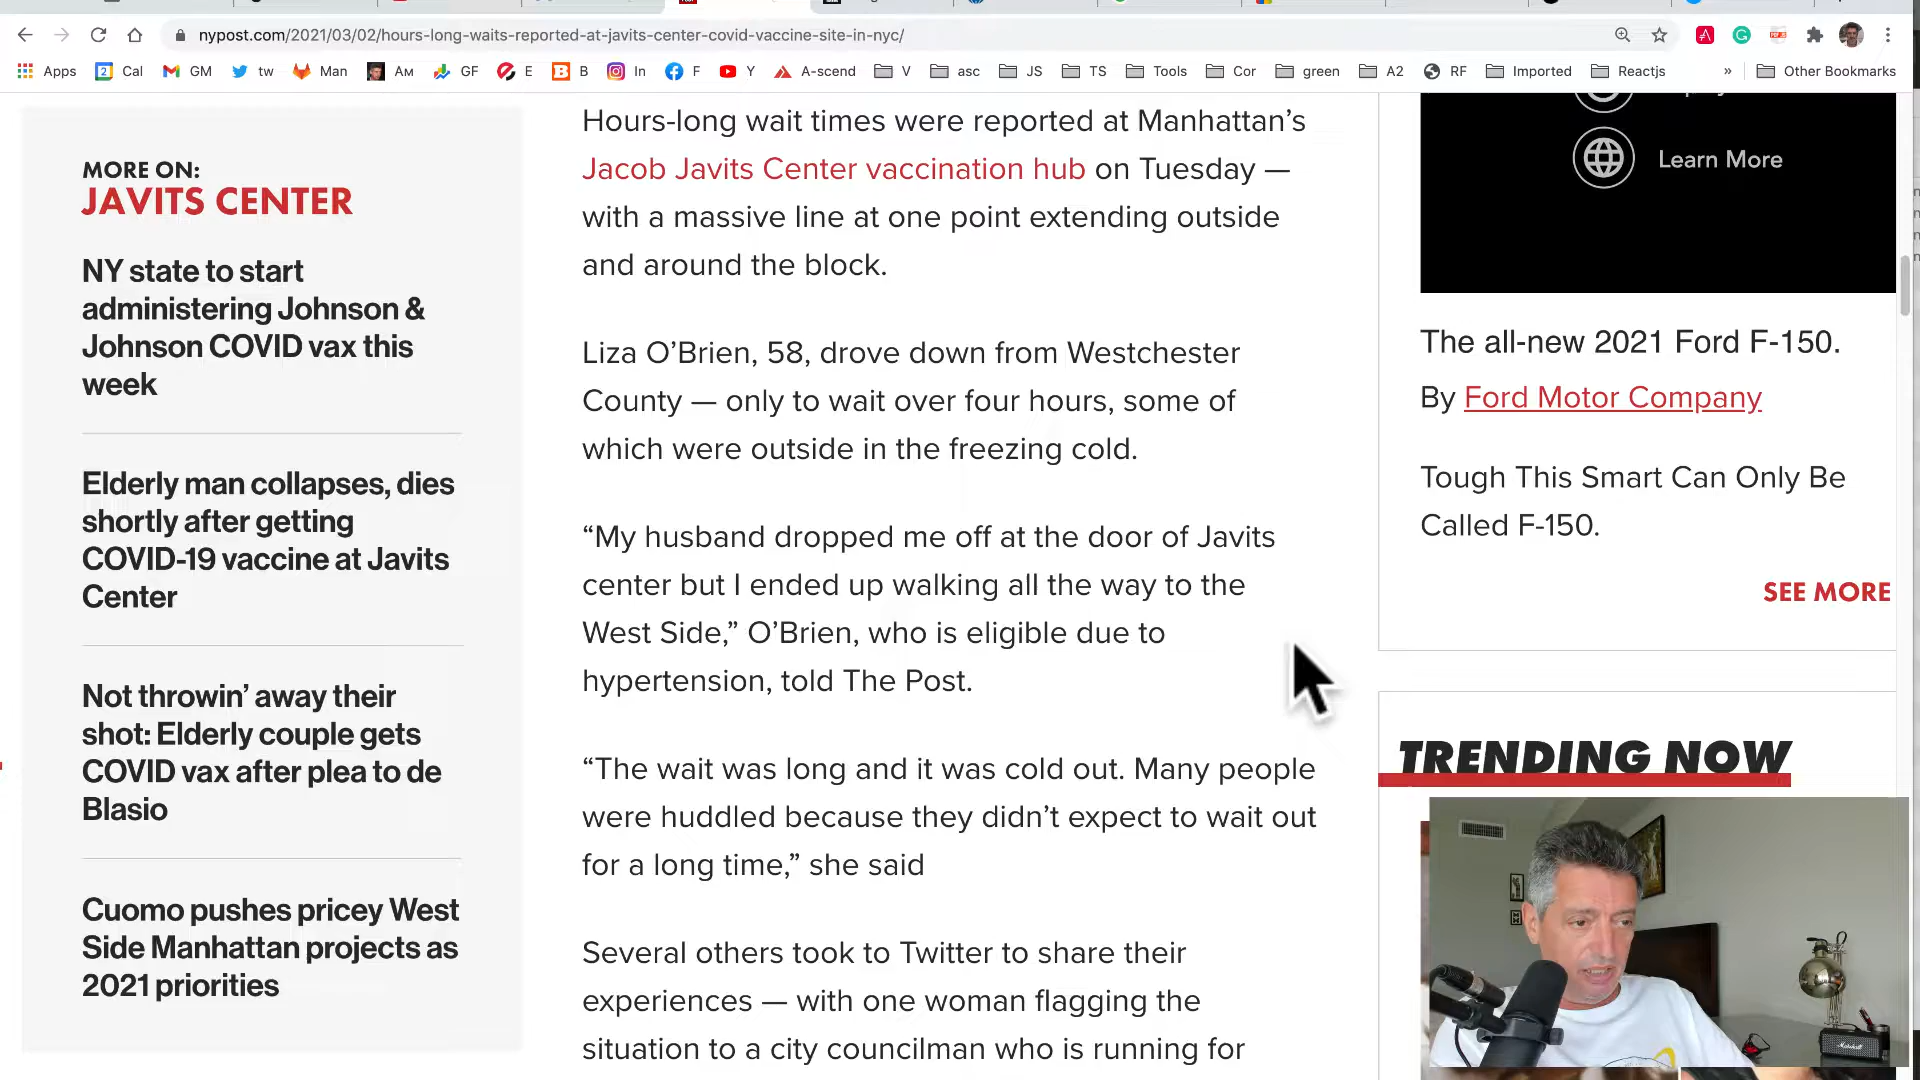 nypost.com/2021/03/02/hours-long-waits-reported-at-javits-center-covid-vaccine-site-in-nyc/
Apps
Cal
GM
tw
Man
Ам
GF
E
B
In
F
Y
A-scend
V
asc
JS
TS
Tools
Cor
green
A2
RF
Imported
Reactjs
»
Other Bookmarks
MORE ON:
JAVITS CENTER
NY state to start
administering Johnson &
Johnson COVID vax this
week
Elderly man collapses, dies
shortly after getting
COVID-19 vaccine at Javits
Center
Not throwin’ away their
shot: Elderly couple gets
COVID vax after plea to de
Blasio
Cuomo pushes pricey West
Side Manhattan projects as
2021 priorities
Hours-long wait times were reported at Manhattan’s
Jacob Javits Center vaccination hub on Tuesday —
with a massive line at one point extending outside
and around the block.
Liza O’Brien, 58, drove down from Westchester
County — only to wait over four hours, some of
which were outside in the freezing cold.
“My husband dropped me off at the door of Javits
center but I ended up walking all the way to the
West Side,” O’Brien, who is eligible due to
hypertension, told The Post.
“The wait was long and it was cold out. Many people
were huddled because they didn’t expect to wait out
for a long time,” she said
Several others took to Twitter to share their
experiences — with one woman flagging the
situation to a city councilman who is running for
Learn More
The all-new 2021 Ford F-150.
By Ford Motor Company
Tough This Smart Can Only Be
Called F-150.
SEE MORE
TRENDING NOW
Marshall